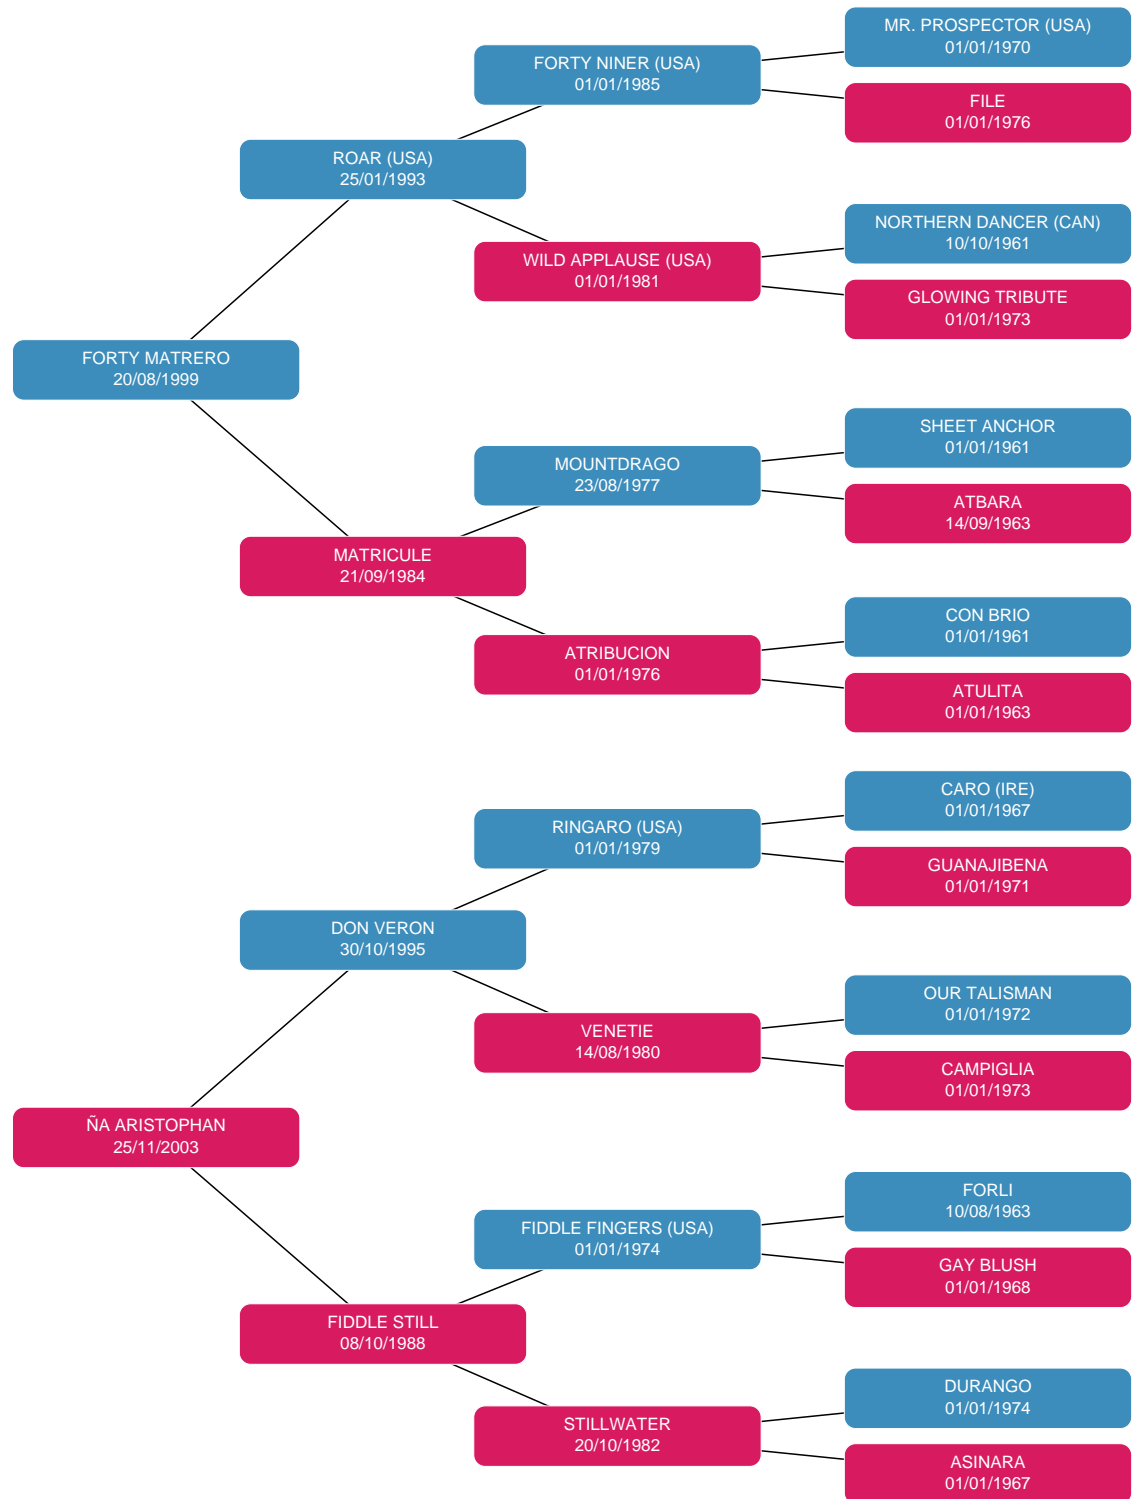 MR. PROSPECTOR (USA)
01/01/1970
FORTY NINER (USA)
01/01/1985
FILE
01/01/1976
ROAR (USA)
25/01/1993
NORTHERN DANCER (CAN)
10/10/1961
WILD APPLAUSE (USA)
01/01/1981
GLOWING TRIBUTE
01/01/1973
FORTY MATRERO
20/08/1999
SHEET ANCHOR
01/01/1961
MOUNTDRAGO
23/08/1977
ATBARA
14/09/1963
MATRICULE
21/09/1984
CON BRIO
01/01/1961
ATRIBUCION
01/01/1976
ATULITA
01/01/1963
CARO (IRE)
01/01/1967
RINGARO (USA)
01/01/1979
GUANAJIBENA
01/01/1971
DON VERON
30/10/1995
OUR TALISMAN
01/01/1972
VENETIE
14/08/1980
CAMPIGLIA
01/01/1973
ÑA ARISTOPHAN
25/11/2003
FORLI
10/08/1963
FIDDLE FINGERS (USA)
01/01/1974
GAY BLUSH
01/01/1968
FIDDLE STILL
08/10/1988
DURANGO
01/01/1974
STILLWATER
20/10/1982
ASINARA
01/01/1967